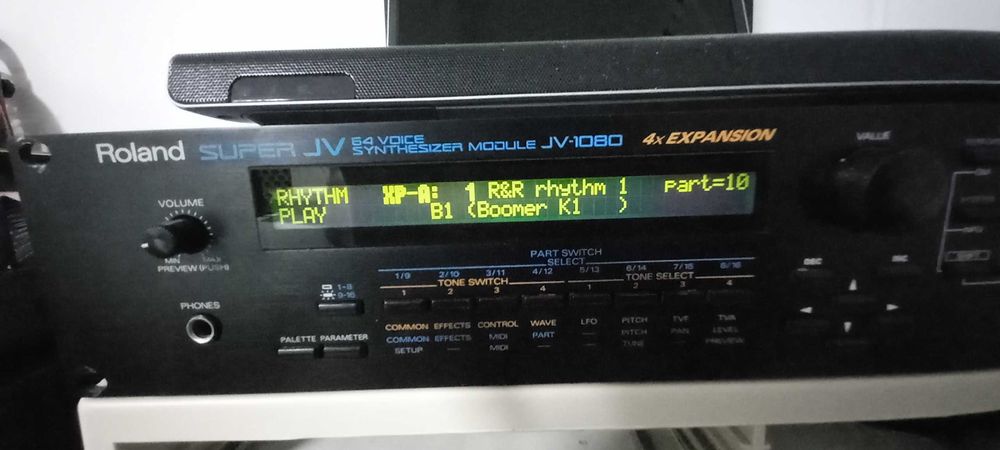 Roland SUPER JV 64 VOICE SYNTHESIZER MODULE JV-1080 4x EXPANSION
VALUE
RHYTHM XP-A: 1 R&R rhythm 1 part=10
PLAY B1 (Boomer K1 )
VOLUME
MIN MAX
PREVIEW (PUSH)
PHONES
PART SWITCH
SELECT
1/9 2/10 3/11 4/12 5/13 6/14 7/15 8/16
TONE SWITCH TONE SELECT
1 2 3 4 1 2 3 4
1-8
9-16
DEC INC
PALETTE PARAMETER
COMMON EFFECTS CONTROL WAVE LFO PITCH TVF TVA
COMMON EFFECTS MIDI PART PITCH PAN LEVEL
SETUP MIDI TUNE PREVIEW